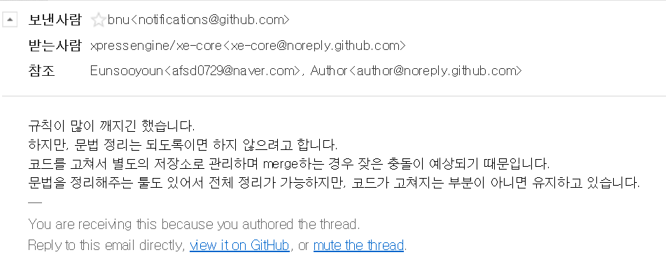 보낸사람 ☆bnu<notifications@github.com>
받는사람 xpressengine/xe-core<xe-core@noreply.github.com>
참조 Eunsooyoun<afsd0729@naver.com>, Author<author@noreply.github.com>
규칙이 많이 깨지긴 했습니다.
하지만, 문법 정리는 되도록이면 하지 않으려고 합니다.
코드를 고쳐서 별도의 저장소로 관리하며 merge하는 경우 잦은 충돌이 예상되기 때문입니다.
문법을 정리해주는 툴도 있어서 전체 정리가 가능하지만, 코드가 고쳐지는 부분이 아니면 유지하고 있습니다.
—
You are receiving this because you authored the thread.
Reply to this email directly, view it on GitHub, or mute the thread.